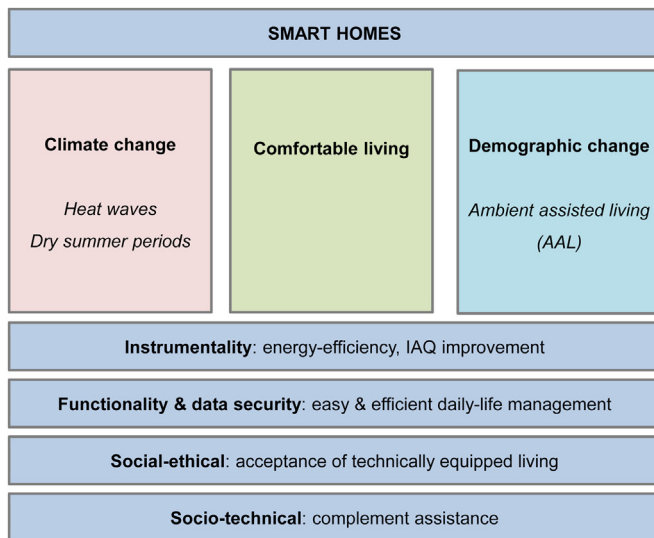 SMART HOMES
Climate change
Heat waves
Dry summer periods
Comfortable living
Demographic change
Ambient assisted living
(AAL)
Instrumentality: energy-efficiency, IAQ improvement
Functionality & data security: easy & efficient daily-life management
Social-ethical: acceptance of technically equipped living
Socio-technical: complement assistance